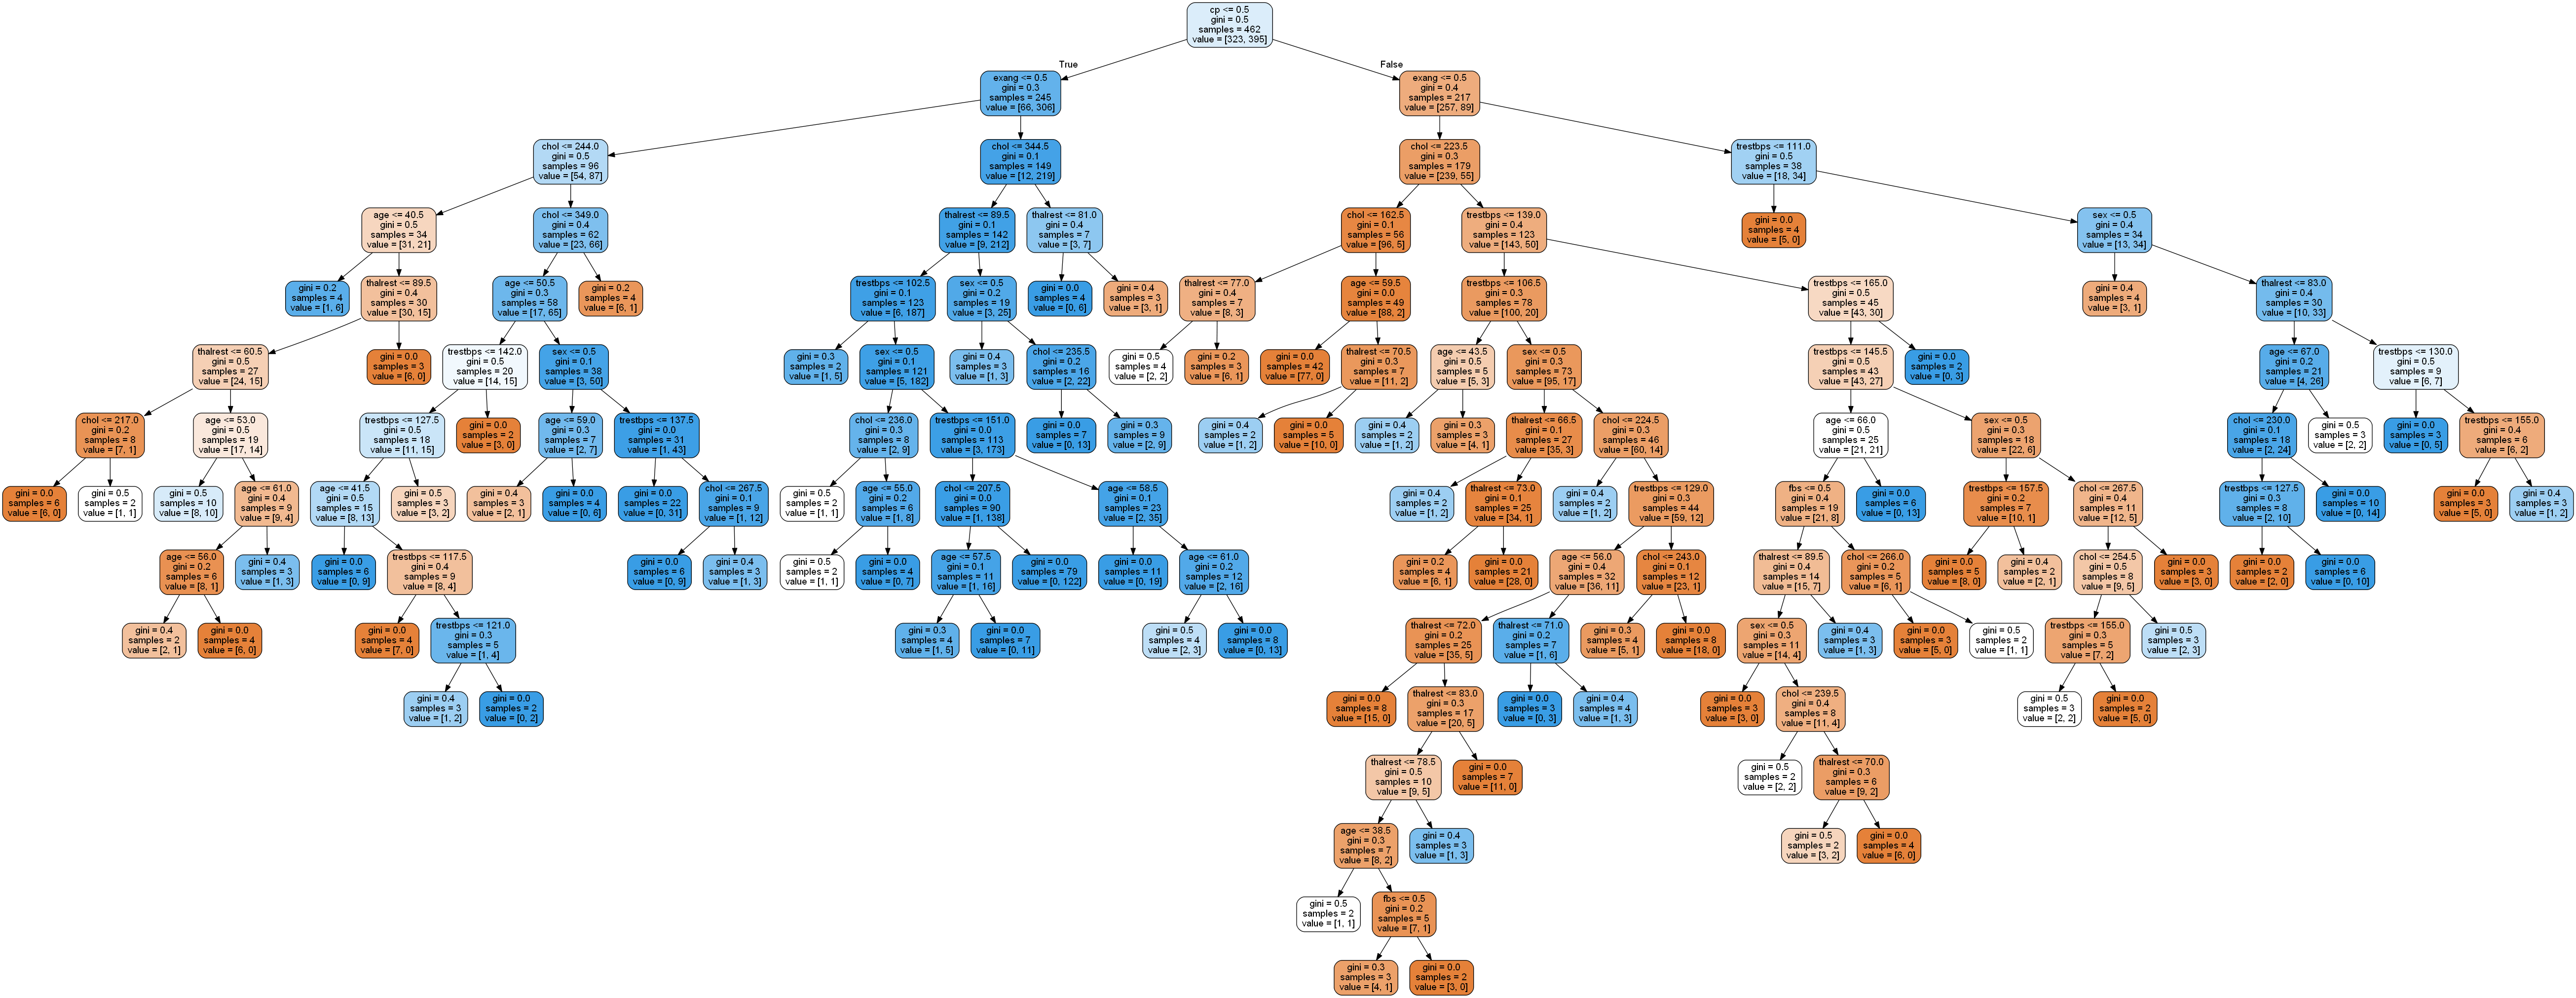 cp <= 0.5
gini = 0.5
samples = 462
value = [323, 395]
True
False
exang <= 0.5
gini = 0.3
samples = 245
value = [66, 306]
exang <= 0.5
gini = 0.4
samples = 217
value = [257, 89]
chol <= 244.0
gini = 0.5
samples = 96
value = [54, 87]
chol <= 344.5
gini = 0.1
samples = 149
value = [12, 219]
chol <= 223.5
gini = 0.3
samples = 179
value = [239, 55]
trestbps <= 111.0
gini = 0.5
samples = 38
value = [18, 34]
age <= 40.5
gini = 0.5
samples = 34
value = [31, 21]
chol <= 349.0
gini = 0.4
samples = 62
value = [23, 66]
thalrest <= 89.5
gini = 0.1
samples = 142
value = [9, 212]
thalrest <= 81.0
gini = 0.4
samples = 7
value = [3, 7]
chol <= 162.5
gini = 0.1
samples = 56
value = [96, 5]
trestbps <= 139.0
gini = 0.4
samples = 123
value = [143, 50]
gini = 0.0
samples = 4
value = [5, 0]
sex <= 0.5
gini = 0.4
samples = 34
value = [13, 34]
gini = 0.2
samples = 4
value = [1, 6]
thalrest <= 89.5
gini = 0.4
samples = 30
value = [30, 15]
age <= 50.5
gini = 0.3
samples = 58
value = [17, 65]
gini = 0.2
samples = 4
value = [6, 1]
trestbps <= 102.5
gini = 0.1
samples = 123
value = [6, 187]
sex <= 0.5
gini = 0.2
samples = 19
value = [3, 25]
gini = 0.0
samples = 4
value = [0, 6]
gini = 0.4
samples = 3
value = [3, 1]
thalrest <= 77.0
gini = 0.4
samples = 7
value = [8, 3]
age <= 59.5
gini = 0.0
samples = 49
value = [88, 2]
trestbps <= 106.5
gini = 0.3
samples = 78
value = [100, 20]
trestbps <= 165.0
gini = 0.5
samples = 45
value = [43, 30]
gini = 0.4
samples = 4
value = [3, 1]
thalrest <= 83.0
gini = 0.4
samples = 30
value = [10, 33]
thalrest <= 60.5
gini = 0.5
samples = 27
value = [24, 15]
gini = 0.0
samples = 3
value = [6, 0]
trestbps <= 142.0
gini = 0.5
samples = 20
value = [14, 15]
sex <= 0.5
gini = 0.1
samples = 38
value = [3, 50]
gini = 0.3
samples = 2
value = [1, 5]
sex <= 0.5
gini = 0.1
samples = 121
value = [5, 182]
gini = 0.4
samples = 3
value = [1, 3]
chol <= 235.5
gini = 0.2
samples = 16
value = [2, 22]
gini = 0.5
samples = 4
value = [2, 2]
gini = 0.2
samples = 3
value = [6, 1]
gini = 0.0
samples = 42
value = [77, 0]
thalrest <= 70.5
gini = 0.3
samples = 7
value = [11, 2]
age <= 43.5
gini = 0.5
samples = 5
value = [5, 3]
sex <= 0.5
gini = 0.3
samples = 73
value = [95, 17]
trestbps <= 145.5
gini = 0.5
samples = 43
value = [43, 27]
gini = 0.0
samples = 2
value = [0, 3]
age <= 67.0
gini = 0.2
samples = 21
value = [4, 26]
trestbps <= 130.0
gini = 0.5
samples = 9
value = [6, 7]
chol <= 217.0
gini = 0.2
samples = 8
value = [7, 1]
age <= 53.0
gini = 0.5
samples = 19
value = [17, 14]
trestbps <= 127.5
gini = 0.5
samples = 18
value = [11, 15]
gini = 0.0
samples = 2
value = [3, 0]
age <= 59.0
gini = 0.3
samples = 7
value = [2, 7]
trestbps <= 137.5
gini = 0.0
samples = 31
value = [1, 43]
chol <= 236.0
gini = 0.3
samples = 8
value = [2, 9]
trestbps <= 151.0
gini = 0.0
samples = 113
value = [3, 173]
gini = 0.0
samples = 7
value = [0, 13]
gini = 0.3
samples = 9
value = [2, 9]
gini = 0.4
samples = 2
value = [1, 2]
gini = 0.0
samples = 5
value = [10, 0]
gini = 0.4
samples = 2
value = [1, 2]
gini = 0.3
samples = 3
value = [4, 1]
thalrest <= 66.5
gini = 0.1
samples = 27
value = [35, 3]
chol <= 224.5
gini = 0.3
samples = 46
value = [60, 14]
age <= 66.0
gini = 0.5
samples = 25
value = [21, 21]
sex <= 0.5
gini = 0.3
samples = 18
value = [22, 6]
chol <= 230.0
gini = 0.1
samples = 18
value = [2, 24]
gini = 0.5
samples = 3
value = [2, 2]
gini = 0.0
samples = 3
value = [0, 5]
trestbps <= 155.0
gini = 0.4
samples = 6
value = [6, 2]
gini = 0.0
samples = 6
value = [6, 0]
gini = 0.5
samples = 2
value = [1, 1]
gini = 0.5
samples = 10
value = [8, 10]
age <= 61.0
gini = 0.4
samples = 9
value = [9, 4]
age <= 41.5
gini = 0.5
samples = 15
value = [8, 13]
gini = 0.5
samples = 3
value = [3, 2]
gini = 0.4
samples = 3
value = [2, 1]
gini = 0.0
samples = 4
value = [0, 6]
gini = 0.0
samples = 22
value = [0, 31]
chol <= 267.5
gini = 0.1
samples = 9
value = [1, 12]
gini = 0.5
samples = 2
value = [1, 1]
age <= 55.0
gini = 0.2
samples = 6
value = [1, 8]
chol <= 207.5
gini = 0.0
samples = 90
value = [1, 138]
age <= 58.5
gini = 0.1
samples = 23
value = [2, 35]
gini = 0.4
samples = 2
value = [1, 2]
thalrest <= 73.0
gini = 0.1
samples = 25
value = [34, 1]
gini = 0.4
samples = 2
value = [1, 2]
trestbps <= 129.0
gini = 0.3
samples = 44
value = [59, 12]
fbs <= 0.5
gini = 0.4
samples = 19
value = [21, 8]
gini = 0.0
samples = 6
value = [0, 13]
trestbps <= 157.5
gini = 0.2
samples = 7
value = [10, 1]
chol <= 267.5
gini = 0.4
samples = 11
value = [12, 5]
trestbps <= 127.5
gini = 0.3
samples = 8
value = [2, 10]
gini = 0.0
samples = 10
value = [0, 14]
gini = 0.0
samples = 3
value = [5, 0]
gini = 0.4
samples = 3
value = [1, 2]
age <= 56.0
gini = 0.2
samples = 6
value = [8, 1]
gini = 0.4
samples = 3
value = [1, 3]
gini = 0.0
samples = 6
value = [0, 9]
trestbps <= 117.5
gini = 0.4
samples = 9
value = [8, 4]
gini = 0.0
samples = 6
value = [0, 9]
gini = 0.4
samples = 3
value = [1, 3]
gini = 0.5
samples = 2
value = [1, 1]
gini = 0.0
samples = 4
value = [0, 7]
age <= 57.5
gini = 0.1
samples = 11
value = [1, 16]
gini = 0.0
samples = 79
value = [0, 122]
gini = 0.0
samples = 11
value = [0, 19]
age <= 61.0
gini = 0.2
samples = 12
value = [2, 16]
gini = 0.2
samples = 4
value = [6, 1]
gini = 0.0
samples = 21
value = [28, 0]
age <= 56.0
gini = 0.4
samples = 32
value = [36, 11]
chol <= 243.0
gini = 0.1
samples = 12
value = [23, 1]
thalrest <= 89.5
gini = 0.4
samples = 14
value = [15, 7]
chol <= 266.0
gini = 0.2
samples = 5
value = [6, 1]
gini = 0.0
samples = 5
value = [8, 0]
gini = 0.4
samples = 2
value = [2, 1]
chol <= 254.5
gini = 0.5
samples = 8
value = [9, 5]
gini = 0.0
samples = 3
value = [3, 0]
gini = 0.0
samples = 2
value = [2, 0]
gini = 0.0
samples = 6
value = [0, 10]
gini = 0.4
samples = 2
value = [2, 1]
gini = 0.0
samples = 4
value = [6, 0]
gini = 0.0
samples = 4
value = [7, 0]
trestbps <= 121.0
gini = 0.3
samples = 5
value = [1, 4]
gini = 0.3
samples = 4
value = [1, 5]
gini = 0.0
samples = 7
value = [0, 11]
gini = 0.5
samples = 4
value = [2, 3]
gini = 0.0
samples = 8
value = [0, 13]
thalrest <= 72.0
gini = 0.2
samples = 25
value = [35, 5]
thalrest <= 71.0
gini = 0.2
samples = 7
value = [1, 6]
gini = 0.3
samples = 4
value = [5, 1]
gini = 0.0
samples = 8
value = [18, 0]
sex <= 0.5
gini = 0.3
samples = 11
value = [14, 4]
gini = 0.4
samples = 3
value = [1, 3]
gini = 0.0
samples = 3
value = [5, 0]
gini = 0.5
samples = 2
value = [1, 1]
trestbps <= 155.0
gini = 0.3
samples = 5
value = [7, 2]
gini = 0.5
samples = 3
value = [2, 3]
gini = 0.4
samples = 3
value = [1, 2]
gini = 0.0
samples = 2
value = [0, 2]
gini = 0.0
samples = 8
value = [15, 0]
thalrest <= 83.0
gini = 0.3
samples = 17
value = [20, 5]
gini = 0.0
samples = 3
value = [0, 3]
gini = 0.4
samples = 4
value = [1, 3]
gini = 0.0
samples = 3
value = [3, 0]
chol <= 239.5
gini = 0.4
samples = 8
value = [11, 4]
gini = 0.5
samples = 3
value = [2, 2]
gini = 0.0
samples = 2
value = [5, 0]
thalrest <= 78.5
gini = 0.5
samples = 10
value = [9, 5]
gini = 0.0
samples = 7
value = [11, 0]
gini = 0.5
samples = 2
value = [2, 2]
thalrest <= 70.0
gini = 0.3
samples = 6
value = [9, 2]
age <= 38.5
gini = 0.3
samples = 7
value = [8, 2]
gini = 0.4
samples = 3
value = [1, 3]
gini = 0.5
samples = 2
value = [3, 2]
gini = 0.0
samples = 4
value = [6, 0]
gini = 0.5
samples = 2
value = [1, 1]
fbs <= 0.5
gini = 0.2
samples = 5
value = [7, 1]
gini = 0.3
samples = 3
value = [4, 1]
gini = 0.0
samples = 2
value = [3, 0]